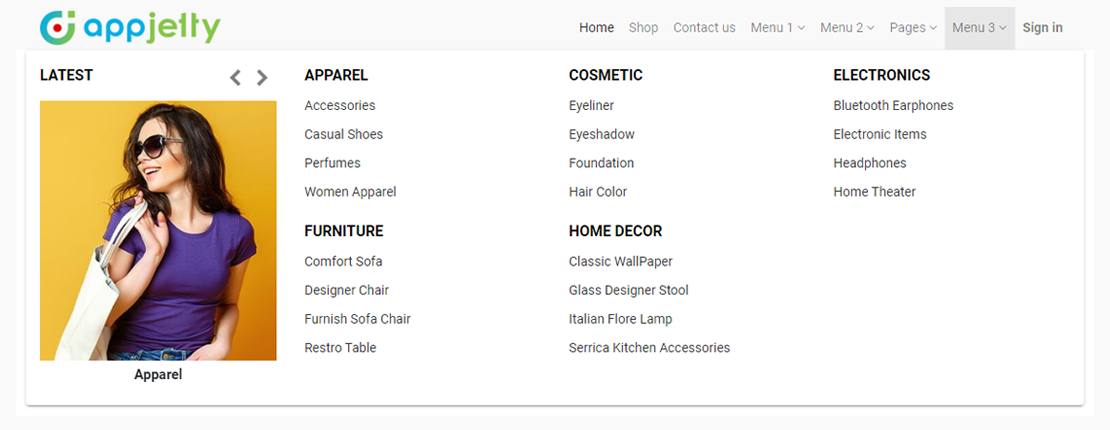 appjetty
Home Shop Contact us Menu 1 Menu 2 Pages Menu 3 Sign in
LATEST
Apparel
APPAREL
Accessories
Casual Shoes
Perfumes
Women Apparel
COSMETIC
Eyeliner
Eyeshadow
Foundation
Hair Color
ELECTRONICS
Bluetooth Earphones
Electronic Items
Headphones
Home Theater
FURNITURE
Comfort Sofa
Designer Chair
Furnish Sofa Chair
Restro Table
HOME DECOR
Classic WallPaper
Glass Designer Stool
Italian Flore Lamp
Serrica Kitchen Accessories